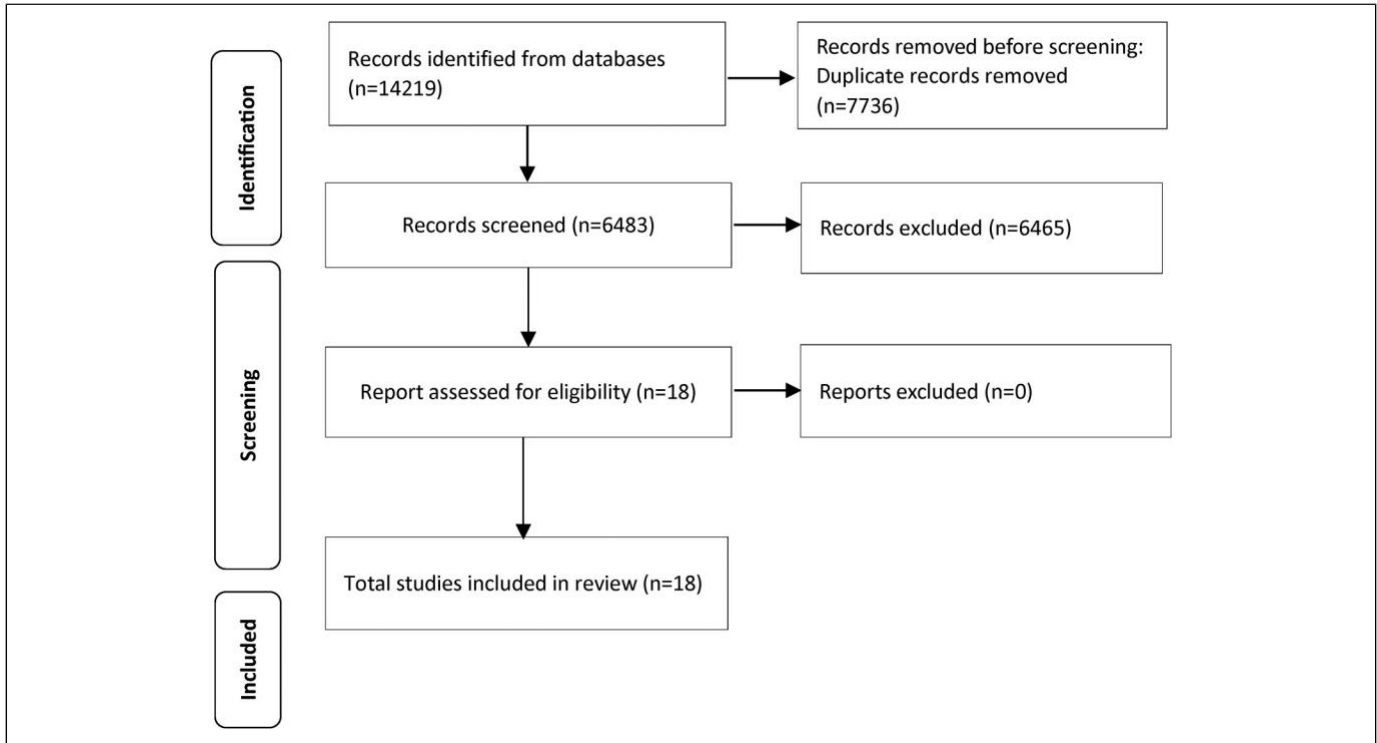 Identification
Records identified from databases
(n=14219)
Records removed before screening:
Duplicate records removed
(n=7736)
Records screened (n=6483)
Records excluded (n=6465)
Screening
Report assessed for eligibility (n=18)
Reports excluded (n=0)
Total studies included in review (n=18)
Included